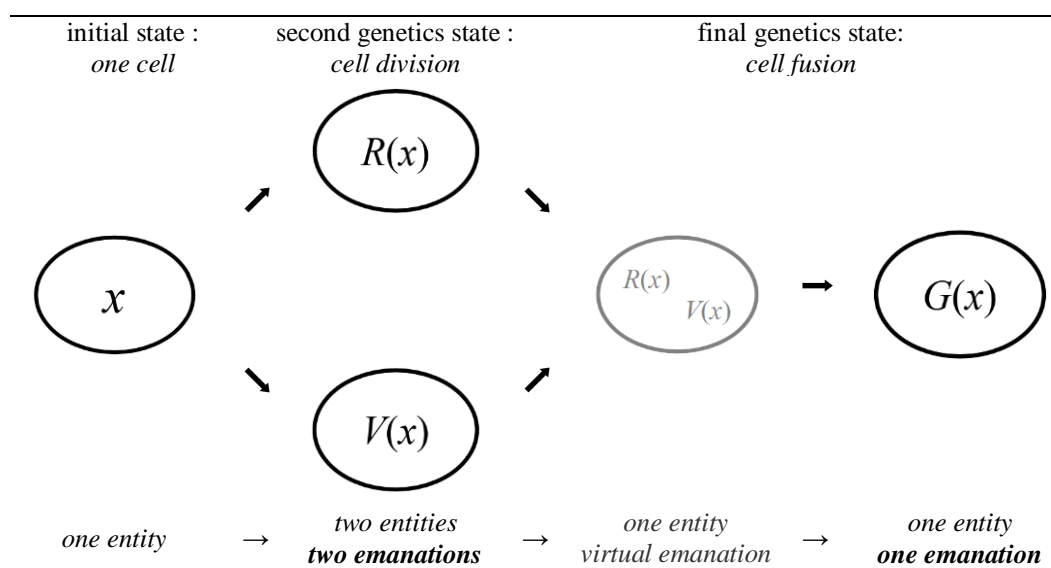 initial state :
one cell
second genetics state :
cell division
final genetics state:
cell fusion
R(x)
x
R(x)
V(x)
G(x)
V(x)
one entity
→
two entities
two emanations
→
one entity
virtual emanation
→
one entity
one emanation